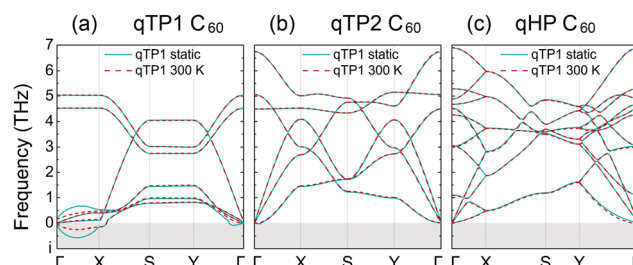 (a) qTP1 C60 (b) qTP2 C60 (c) qHP C60
7
6
5
4
3
2
1
0
i
Frequency (THz)
qTP1 static
qTP1 300 K
qTP1 static
qTP1 300 K
qTP1 static
qTP1 300 K
Γ X S Y Γ Γ X S Y Γ Γ X S Y